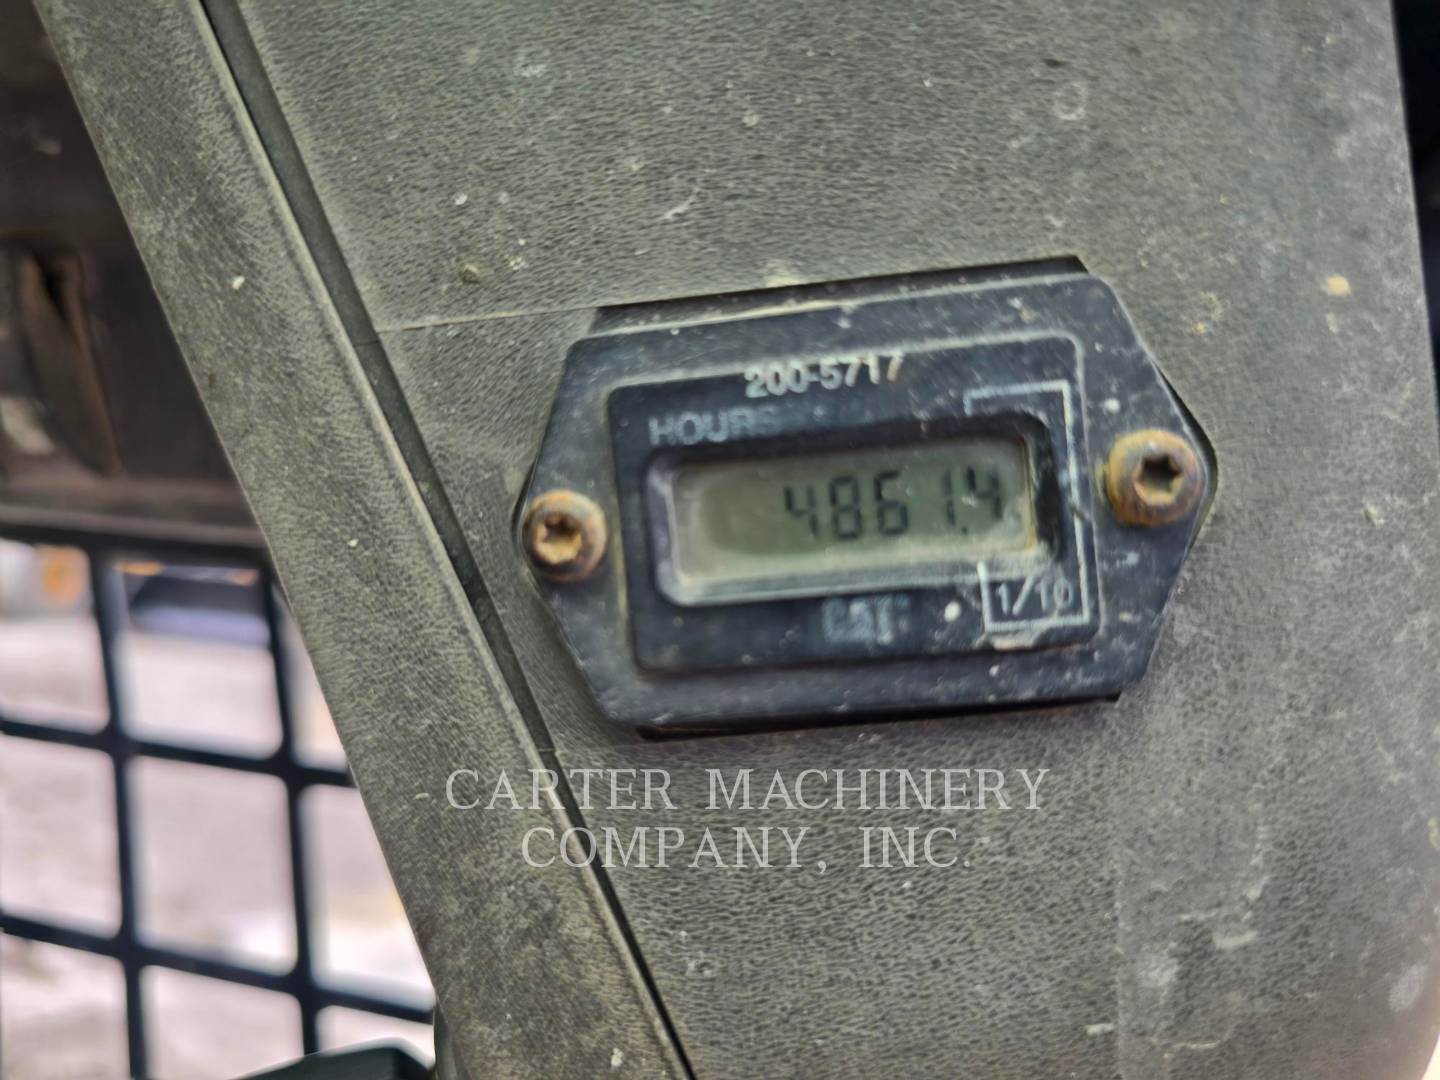 200-5717
HOURS
4861.4
CAT
1/10
CARTER MACHINERY
COMPANY, INC.